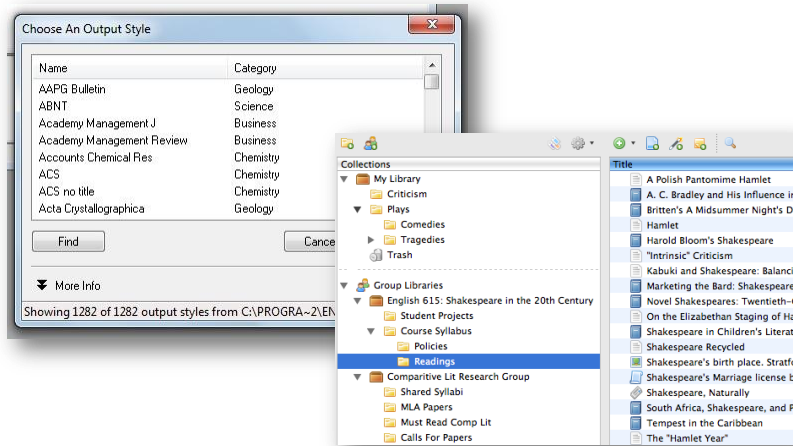 Choose An Output Style
Name Category
AAPG Bulletin Geology
ABNT Science
Academy Management J Business
Academy Management Review Business
Accounts Chemical Res Chemistry
ACS Chemistry
ACS no title Chemistry
Acta Crystallographica Geology
Find Cance
More Info
Showing 1282 of 1282 output styles from C:\PROGRA~2\EN
Collections
My Library
Criticism
Plays
Comedies
Tragedies
Trash
Group Libraries
English 615: Shakespeare in the 20th Century
Student Projects
Course Syllabus
Policies
Readings
Comparitive Lit Research Group
Shared Syllabi
MLA Papers
Must Read Comp Lit
Calls For Papers
Title
A Polish Pantomime Hamlet
A. C. Bradley and His Influence in
Britten's A Midsummer Night's D
Hamlet
Harold Bloom's Shakespeare
"Intrinsic" Criticism
Kabuki and Shakespeare: Balanci
Marketing the Bard: Shakespeare
Novel Shakespeares: Twentieth-
On the Elizabethan Staging of Ha
Shakespeare in Children's Literat
Shakespeare Recycled
Shakespeare's birth place. Stratfo
Shakespeare's Marriage license b
Shakespeare, Naturally
South Africa, Shakespeare, and P
Tempest in the Caribbean
The "Hamlet Year"